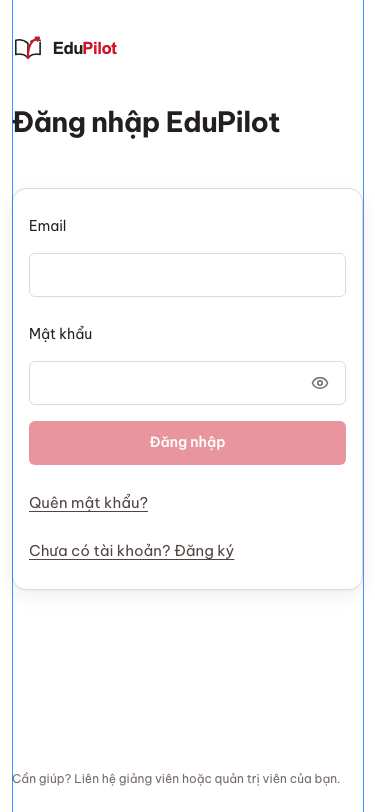 EduPilot
Đăng nhập EduPilot
Email
Mật khẩu
Đăng nhập
Quên mật khẩu?
Chưa có tài khoản? Đăng ký
Cần giúp? Liên hệ giảng viên hoặc quản trị viên của bạn.